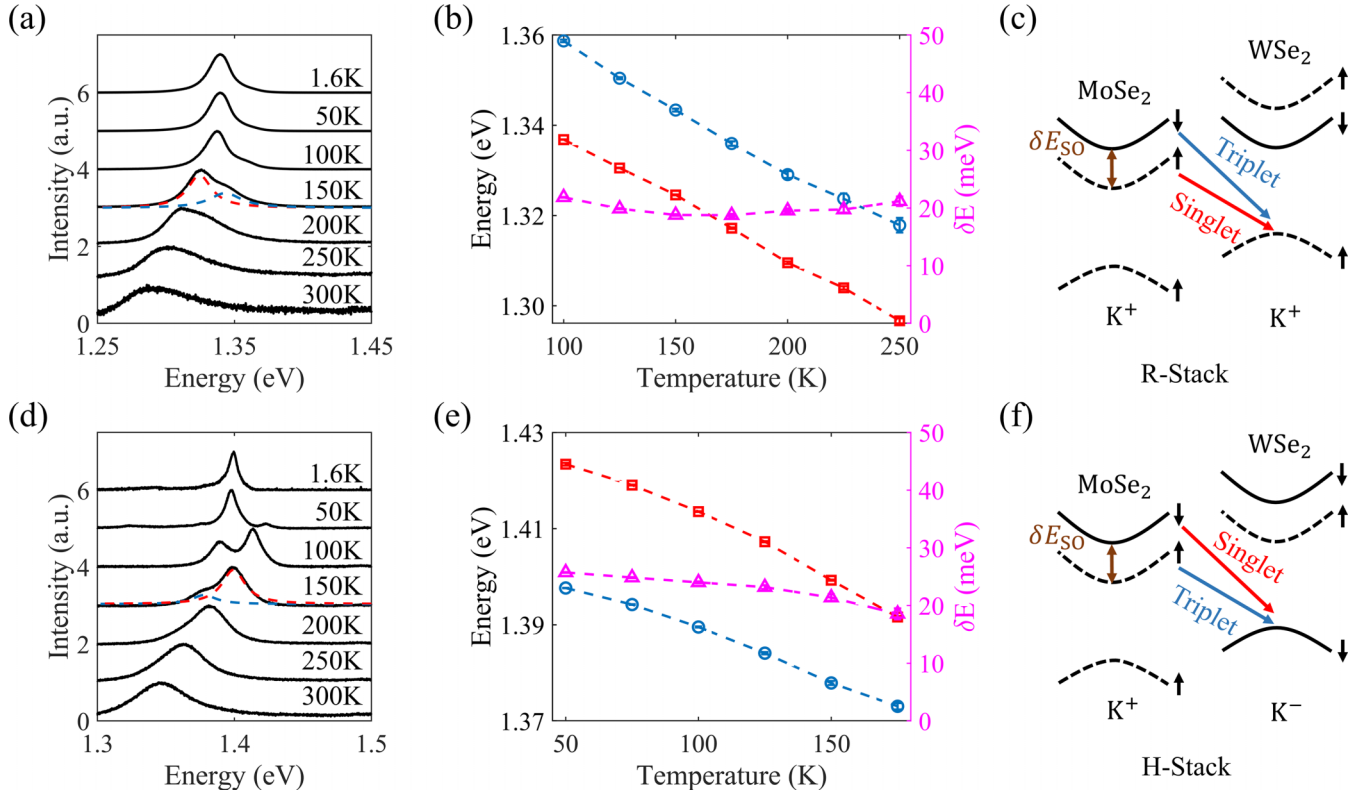 (a)
6
4
2
0
Intensity (a.u.)
1.6K
50K
100K
150K
200K
250K
300K
1.25
1.35
1.45
Energy (eV)
(b)
1.36
1.34
1.32
1.30
Energy (eV)
50
40
30
20
10
0
δE (meV)
100
150
200
250
Temperature (K)
(c)
WSe₂
MoSe₂
δE_SO
Triplet
Singlet
K⁺
K⁺
R-Stack
(d)
6
4
2
0
Intensity (a.u.)
1.6K
50K
100K
150K
200K
250K
300K
1.3
1.4
1.5
Energy (eV)
(e)
1.43
1.41
1.39
1.37
Energy (eV)
50
40
30
20
10
0
δE (meV)
50
100
150
Temperature (K)
(f)
WSe₂
MoSe₂
δE_SO
Singlet
Triplet
K⁺
K⁻
H-Stack